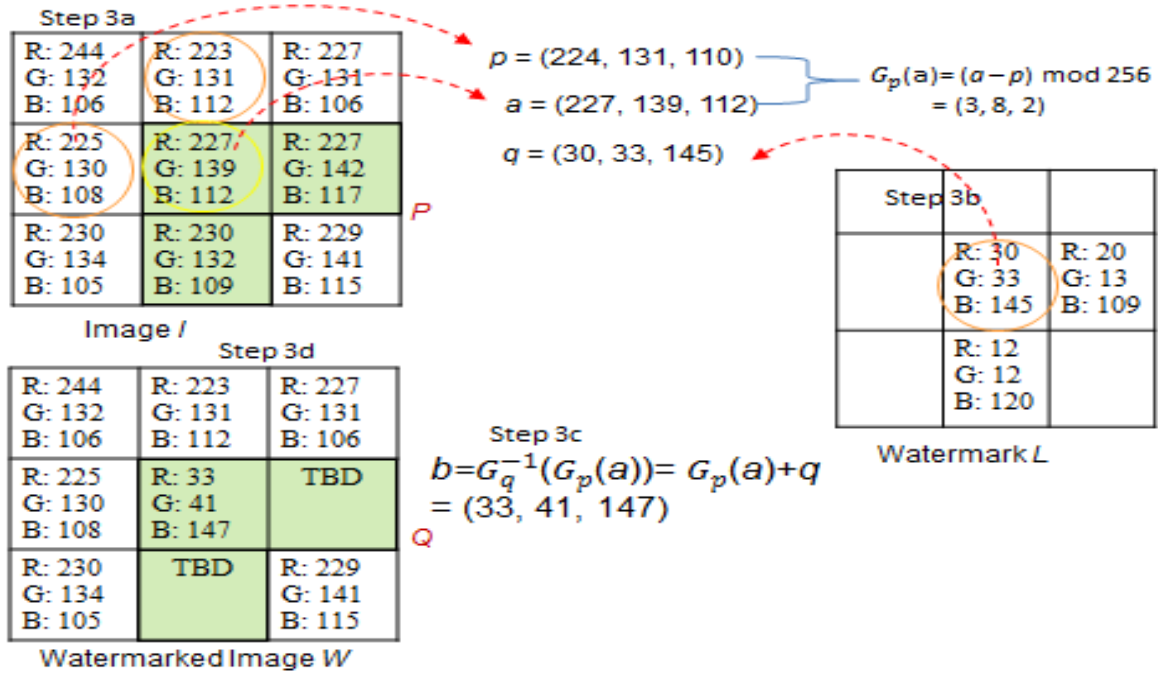 Step 3a
R: 244 R: 223 R: 227
G: 132 G: 131 G: 131
B: 106 B: 112 B: 106
R: 225 R: 227 R: 227
G: 130 G: 139 G: 142
B: 108 B: 112 B: 117
P
R: 230 R: 230 R: 229
G: 134 G: 132 G: 141
B: 105 B: 109 B: 115
Image I
p = (224, 131, 110)
a = (227, 139, 112)
G_p(a)= (a − p) mod 256
= (3, 8, 2)
q = (30, 33, 145)
Step 3b
R: 30 R: 20
G: 33 G: 13
B: 145 B: 109
R: 12
G: 12
B: 120
Watermark L
Step 3d
R: 244 R: 223 R: 227
G: 132 G: 131 G: 131
B: 106 B: 112 B: 106
R: 225 R: 33 TBD
G: 130 G: 41
B: 108 B: 147
Q
R: 230 TBD R: 229
G: 134 G: 141
B: 105 B: 115
Watermarked Image W
Step 3c
b=G_q^{-1}(G_p(a))= G_p(a)+q
= (33, 41, 147)